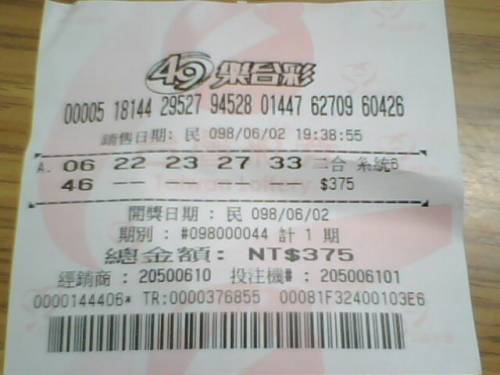 49 樂合彩
00005 18144 29527 94528 01447 62709 60426
銷售日期: 民 098/06/02 19:38:55
A. 06 22 23 27 33 二合 系統6
46 -- -- -- -- -- $375
開獎日期 : 民 098/06/02
期別 : #098000044 計 1 期
總金額: NT$375
經銷商 : 20500610 投注機# : 205006101
0000144406* TR:0000376855 00081F32400103E6